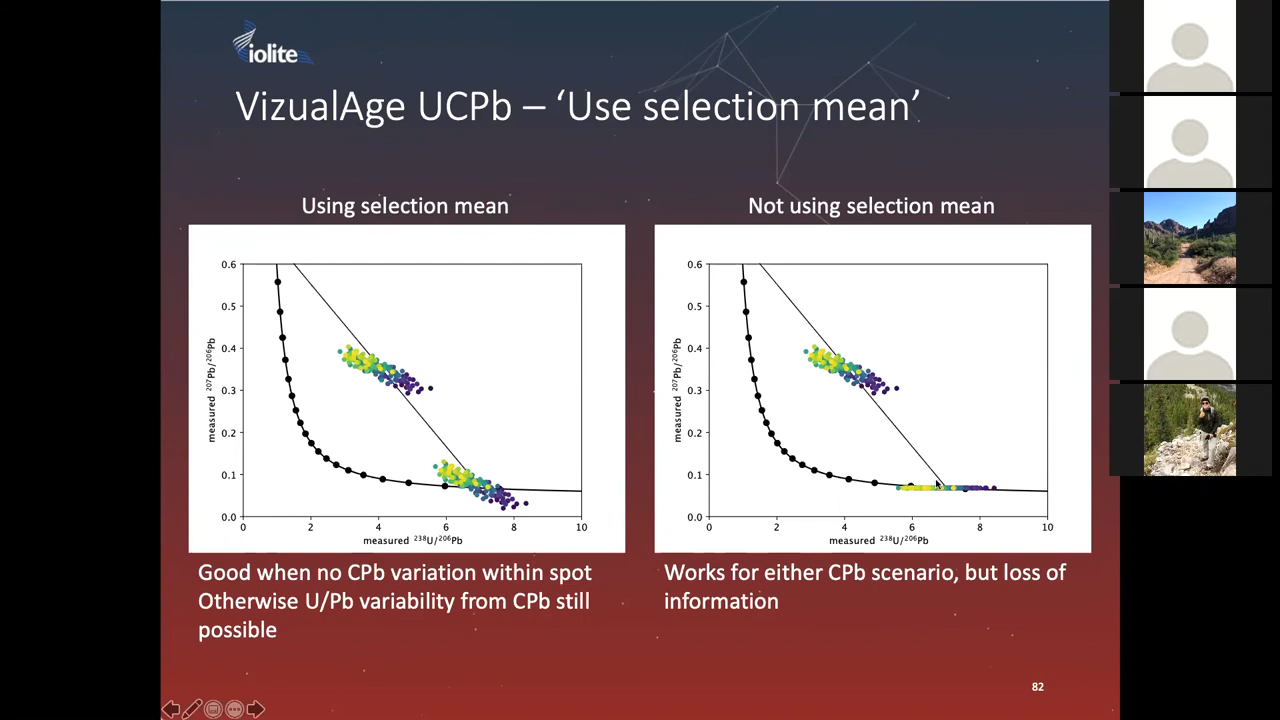 iolite
VizualAge UCPb – ‘Use selection mean’
Using selection mean
0.6
0.5
0.4
0.3
0.2
0.1
0.0
measured ²⁰⁷Pb/²⁰⁶Pb
0 2 4 6 8 10
measured ²³⁸U/²⁰⁶Pb
Good when no CPb variation within spot
Otherwise U/Pb variability from CPb still
possible
Not using selection mean
0.6
0.5
0.4
0.3
0.2
0.1
0.0
measured ²⁰⁷Pb/²⁰⁶Pb
0 2 4 6 8 10
measured ²³⁸U/²⁰⁶Pb
Works for either CPb scenario, but loss of
information
82